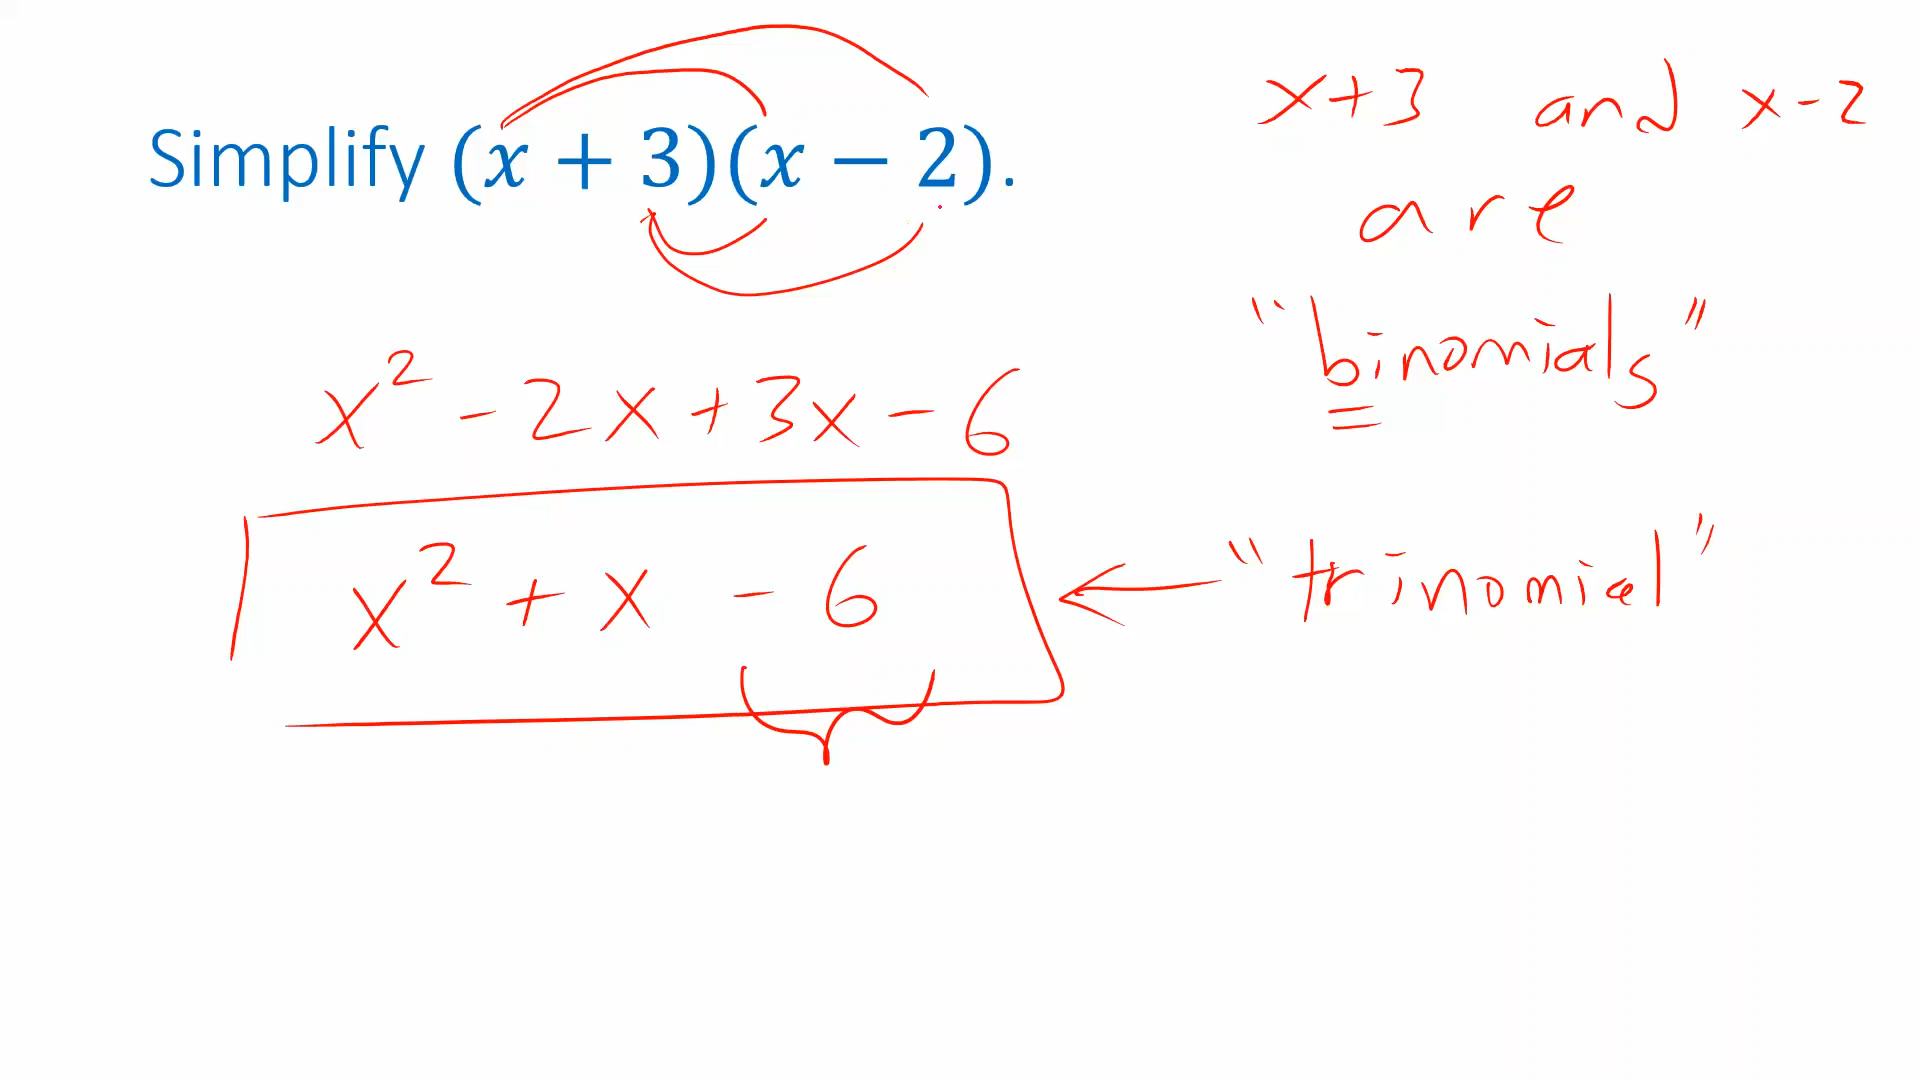 Simplify (x + 3)(x − 2).
x² - 2x + 3x - 6
x² + x - 6
x+3 and x-2
are
"binomials"
"trinomial"